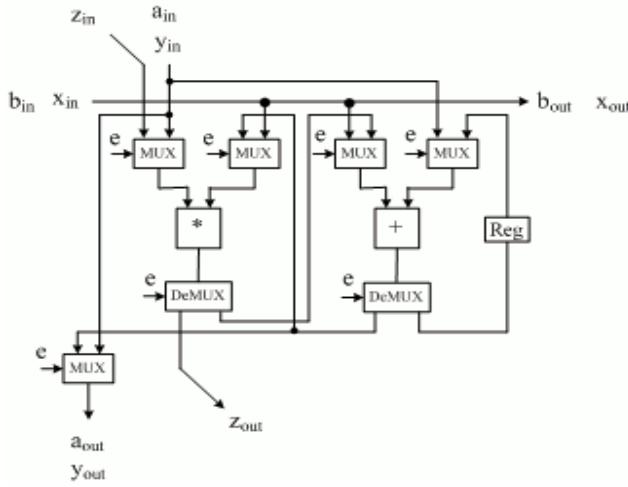 z_in a_in
y_in
b_in x_in b_out x_out
e MUX e MUX e MUX e MUX
* + Reg
e DeMUX e DeMUX
e MUX
z_out
a_out
y_out